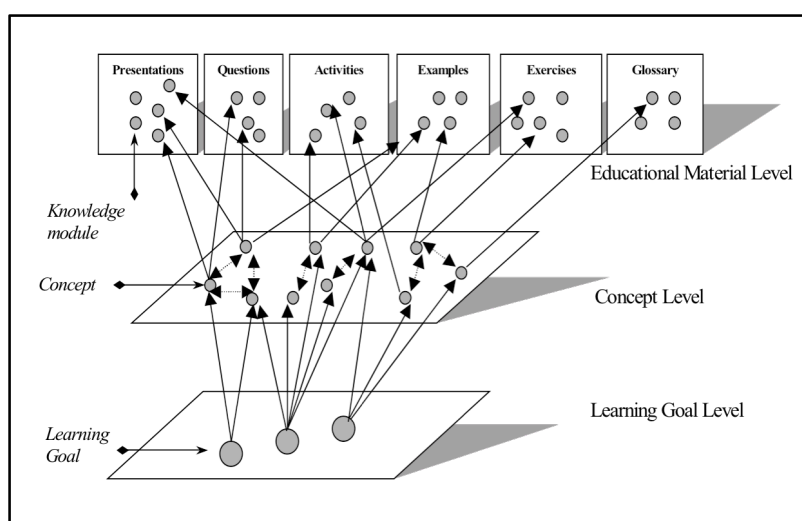 Presentations
Questions
Activities
Examples
Exercises
Glossary
Educational Material Level
Knowledge
module
Concept
Concept Level
Learning Goal Level
Learning
Goal